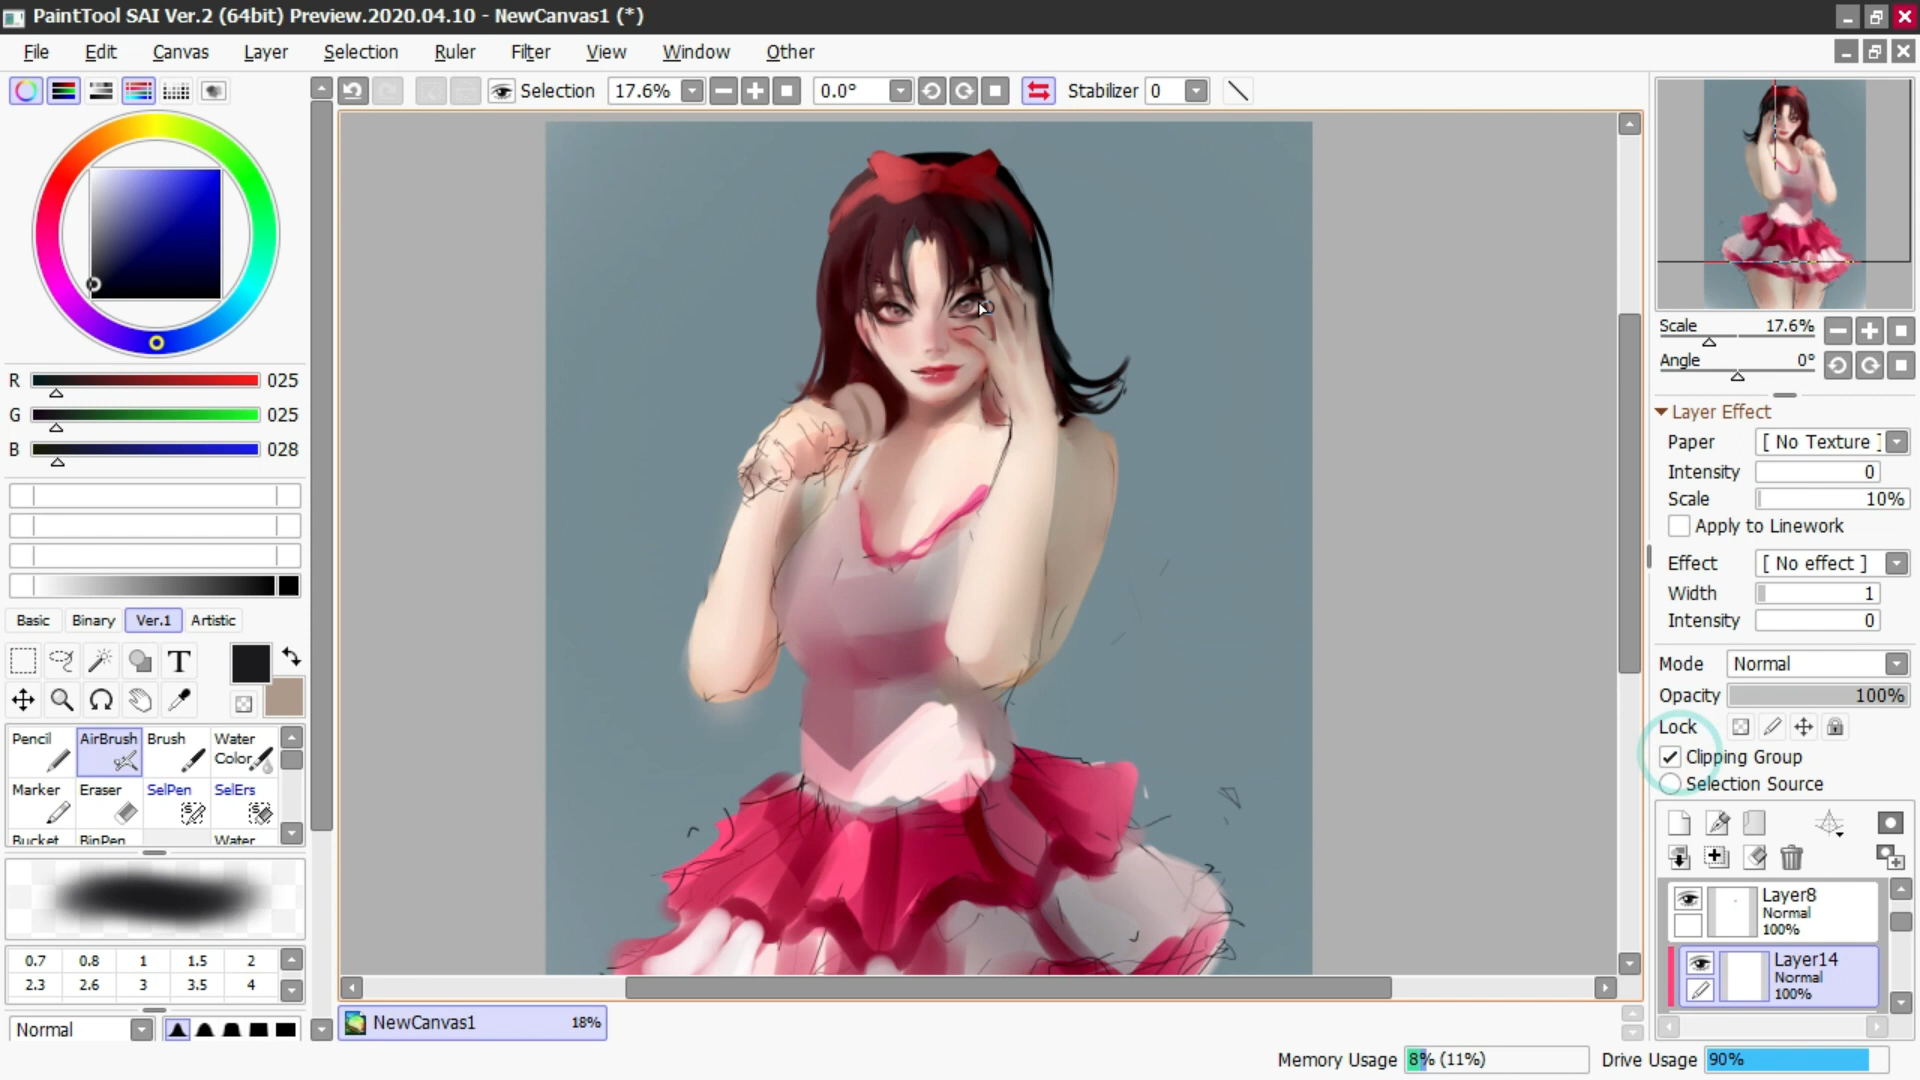 PaintTool SAI Ver.2 (64bit) Preview.2020.04.10 - NewCanvas1 (*)
File Edit Canvas Layer Selection Ruler Filter View Window Other
Selection 17.6% 0.0° Stabilizer 0
R 025
G 025
B 028
Basic Binary Ver.1 Artistic
T
Pencil AirBrush Brush Water Color
Marker Eraser SelPen SelErs
Bucket BinPen Water
0.7 0.8 1 1.5 2
2.3 2.6 3 3.5 4
Normal
NewCanvas1 18%
Scale 17.6%
Angle 0°
Layer Effect
Paper [ No Texture ]
Intensity 0
Scale 10%
Apply to Linework
Effect [ No effect ]
Width 1
Intensity 0
Mode Normal
Opacity 100%
Lock
Clipping Group
Selection Source
Layer8
Normal
100%
Layer14
Normal
100%
Memory Usage 8% (11%) Drive Usage 90%